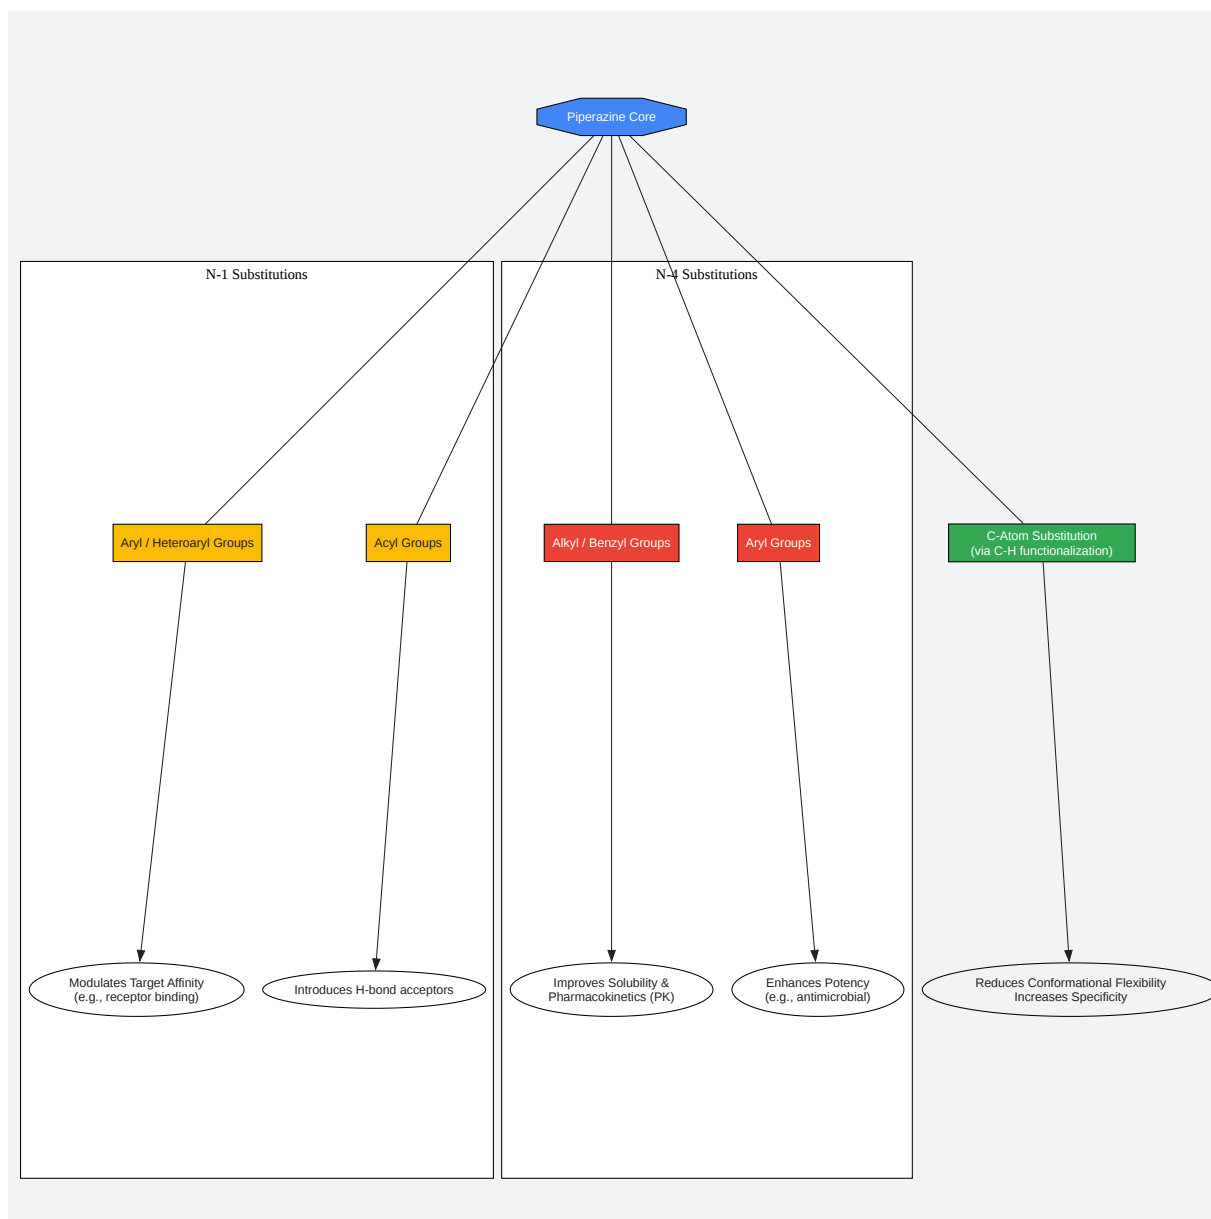 Piperazine Core
N-1 Substitutions
N-4 Substitutions
Aryl / Heteroaryl Groups
Acyl Groups
Alkyl / Benzyl Groups
Aryl Groups
C-Atom Substitution
(via C-H functionalization)
Modulates Target Affinity
(e.g., receptor binding)
Introduces H-bond acceptors
Improves Solubility &
Pharmacokinetics (PK)
Enhances Potency
(e.g., antimicrobial)
Reduces Conformational Flexibility
Increases Specificity